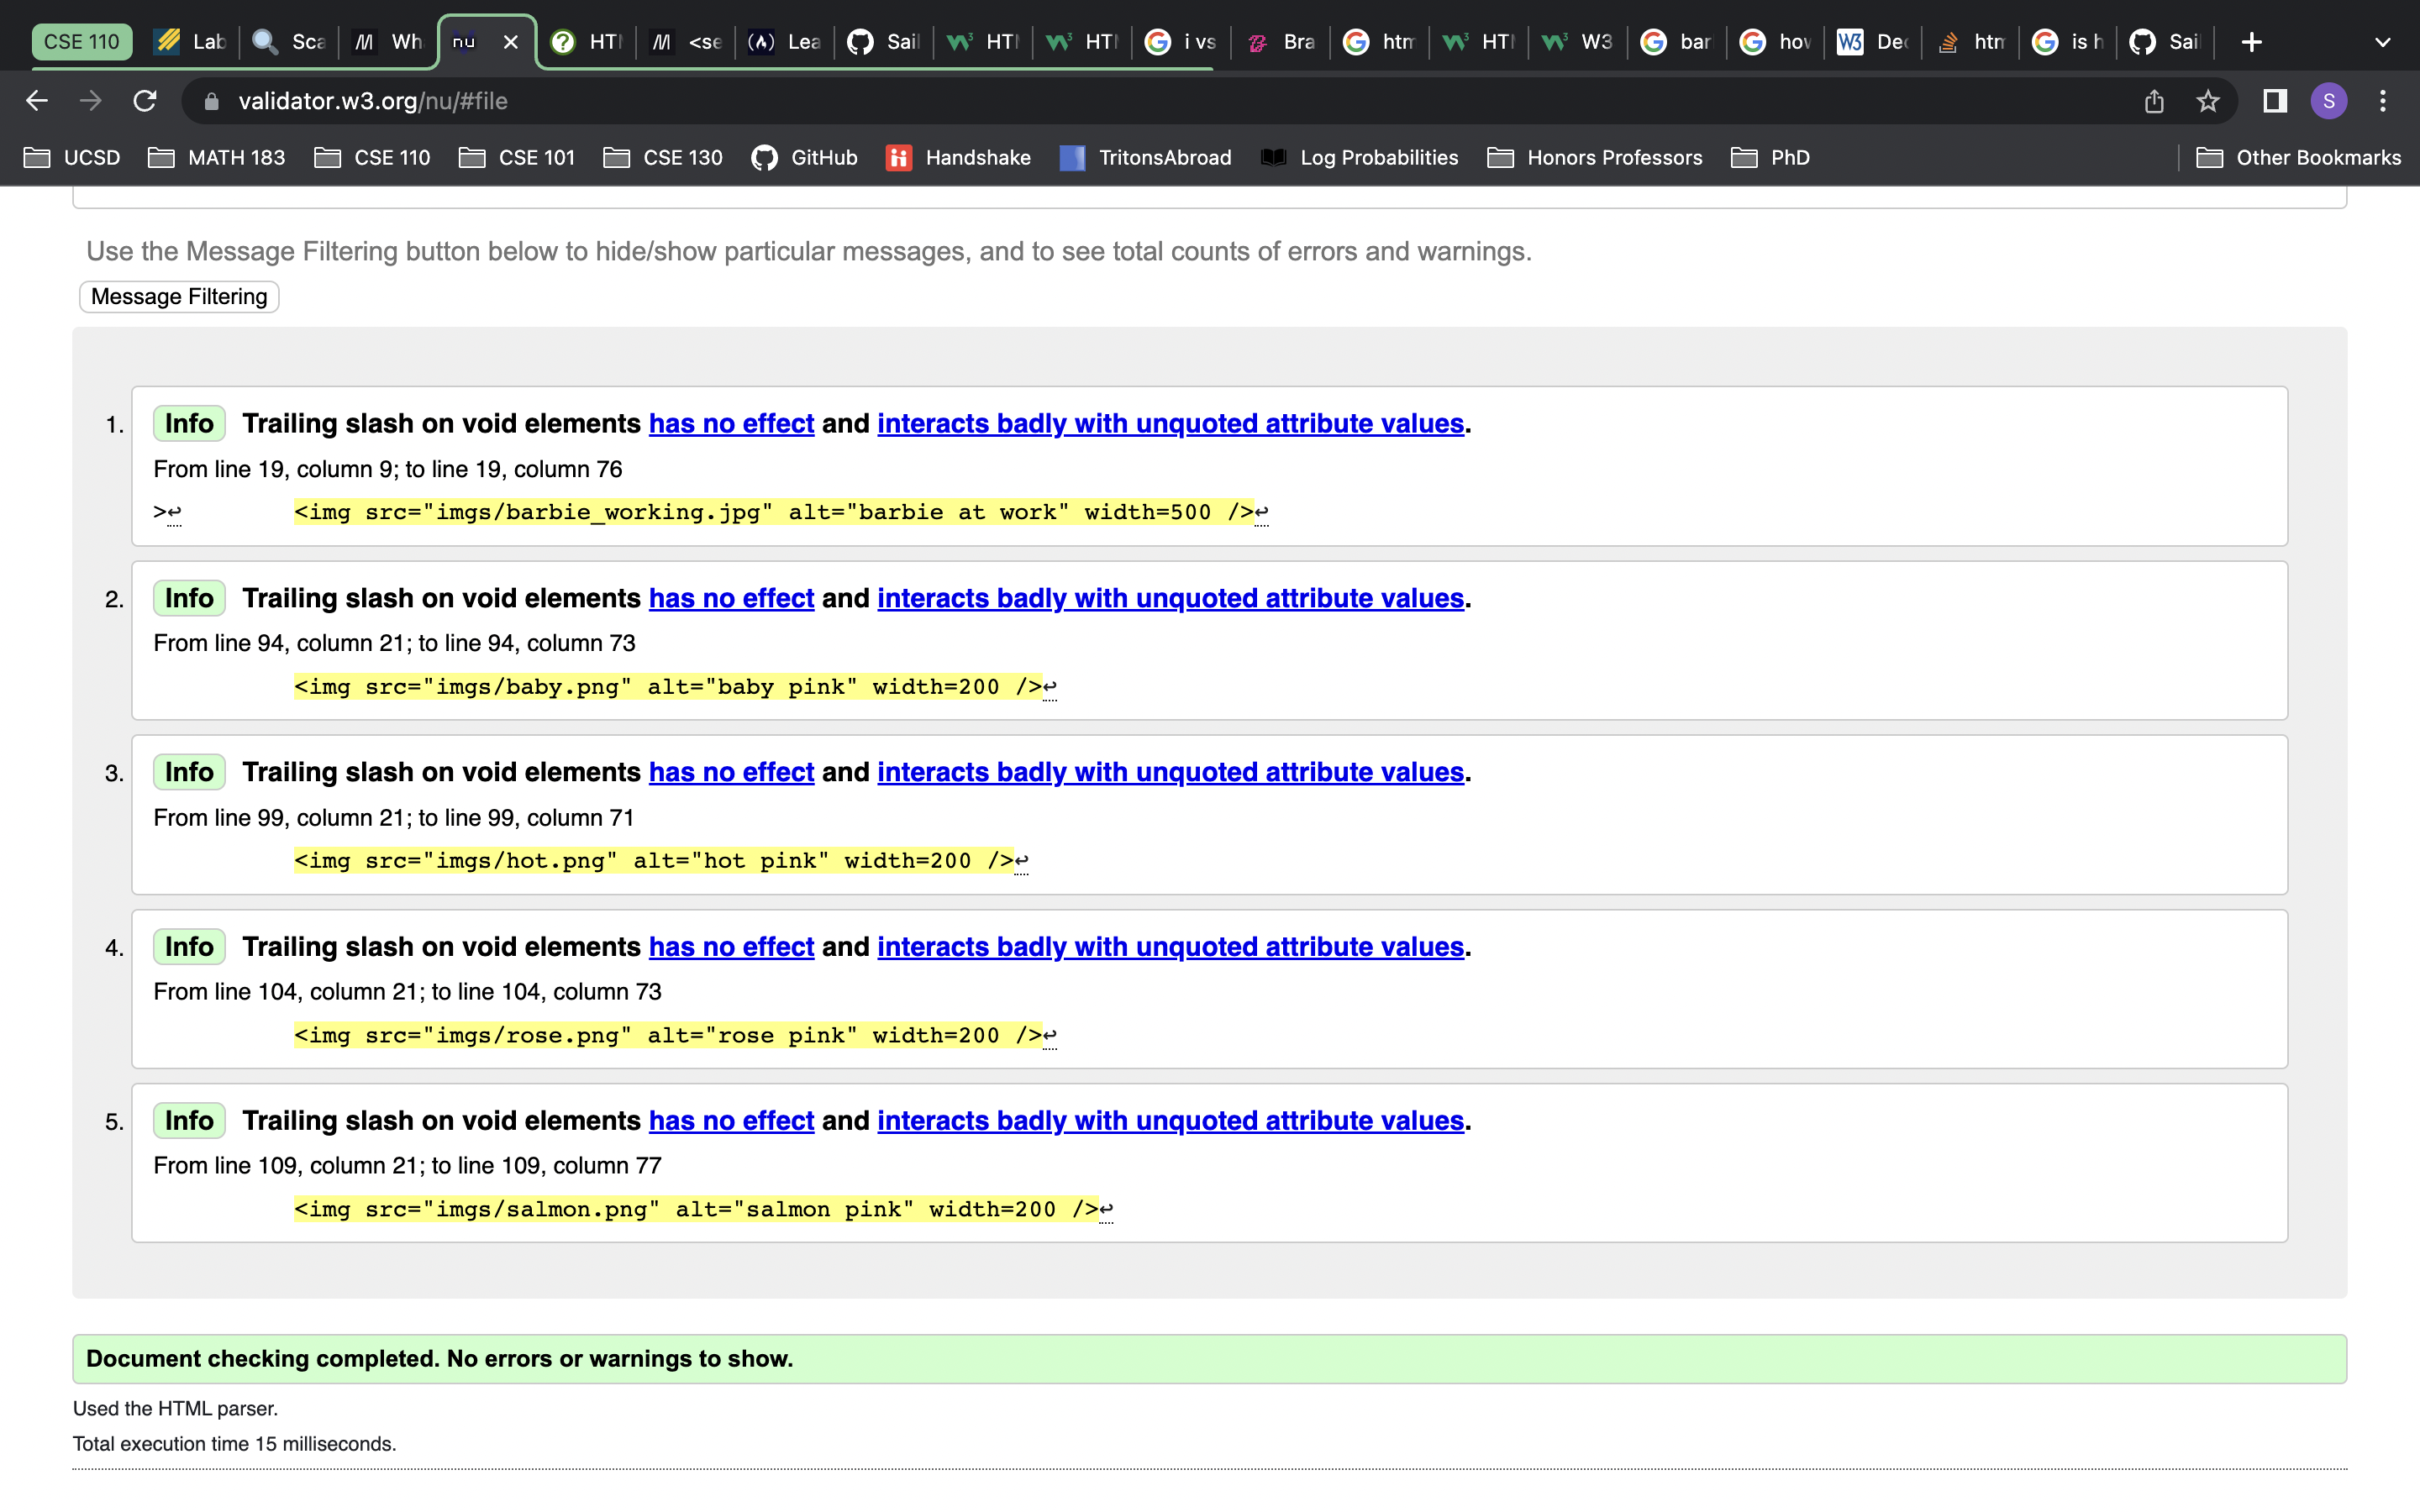 CSE 110 Lab Sca Wh nu HT <se Lea Sail HT HT i vs Bra htm HT W3 bar how Dec htm is h Sail
validator.w3.org/nu/#file S
UCSD MATH 183 CSE 110 CSE 101 CSE 130 GitHub Handshake TritonsAbroad Log Probabilities Honors Professors PhD Other Bookmarks
Use the Message Filtering button below to hide/show particular messages, and to see total counts of errors and warnings.
Message Filtering
1. Info Trailing slash on void elements has no effect and interacts badly with unquoted attribute values.
From line 19, column 9; to line 19, column 76
>↩ <img src="imgs/barbie_working.jpg" alt="barbie at work" width=500 />↩
2. Info Trailing slash on void elements has no effect and interacts badly with unquoted attribute values.
From line 94, column 21; to line 94, column 73
<img src="imgs/baby.png" alt="baby pink" width=200 />↩
3. Info Trailing slash on void elements has no effect and interacts badly with unquoted attribute values.
From line 99, column 21; to line 99, column 71
<img src="imgs/hot.png" alt="hot pink" width=200 />↩
4. Info Trailing slash on void elements has no effect and interacts badly with unquoted attribute values.
From line 104, column 21; to line 104, column 73
<img src="imgs/rose.png" alt="rose pink" width=200 />↩
5. Info Trailing slash on void elements has no effect and interacts badly with unquoted attribute values.
From line 109, column 21; to line 109, column 77
<img src="imgs/salmon.png" alt="salmon pink" width=200 />↩
Document checking completed. No errors or warnings to show.
Used the HTML parser.
Total execution time 15 milliseconds.